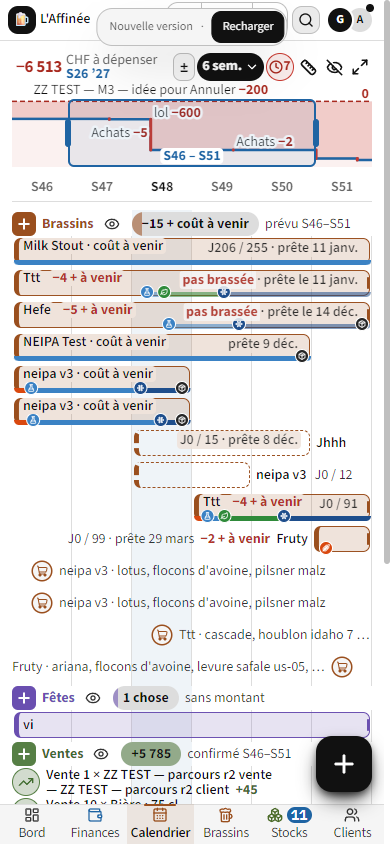 L'Affinée
Nouvelle version · Recharger
G A
−6 513 CHF à dépenser
S26 ’27
±
6 sem.
7
ZZ TEST — M3 — idée pour Annuler −200
0
lol −600
Achats −5
Achats −2
S46 – S51
S46 S47 S48 S49 S50 S51
Brassins −15 + coût à venir prévu S46–S51
Milk Stout · coût à venir J206 / 255 · prête 11 janv.
Ttt −4 + à venir pas brassée · prête le 11 janv.
Hefe −5 + à venir pas brassée · prête le 14 déc.
NEIPA Test · coût à venir prête 9 déc.
neipa v3 · coût à venir
neipa v3 · coût à venir
J0 / 15 · prête 8 déc. Jhhh
neipa v3 J0 / 12
Ttt −4 + à venir J0 / 91
J0 / 99 · prête 29 mars −2 + à venir Fruty
neipa v3 · lotus, flocons d'avoine, pilsner malz
neipa v3 · lotus, flocons d'avoine, pilsner malz
Ttt · cascade, houblon idaho 7 …
Fruty · ariana, flocons d'avoine, levure safale us-05, …
Fêtes 1 chose sans montant
vi
Ventes +5 785 confirmé S46–S51
Vente 1 × ZZ TEST — parcours r2 vente
— ZZ TEST — parcours r2 client +45
Bord Finances Calendrier Brassins Stocks 11 Clients